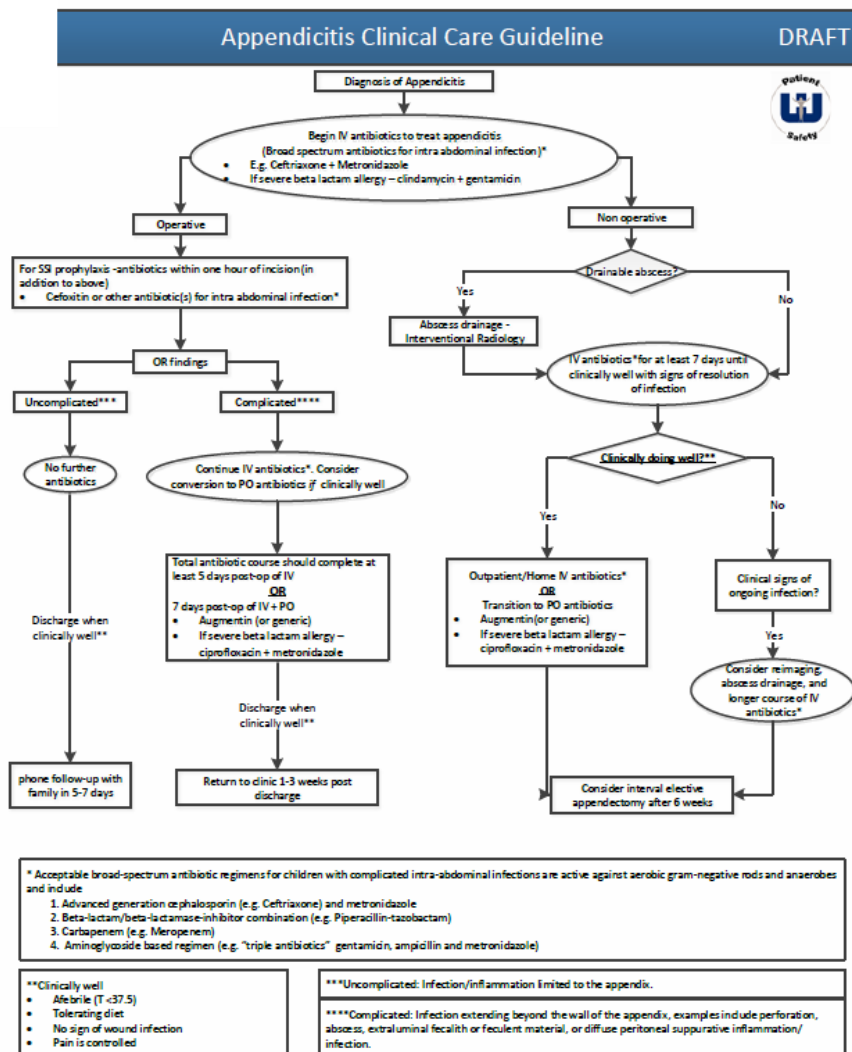 Appendicitis Clinical Care Guideline DRAFT
Patient
Safety
Diagnosis of Appendicitis
Begin IV antibiotics to treat appendicitis
(Broad spectrum antibiotics for intra abdominal infection)*
• E.g. Ceftriaxone + Metronidazole
• If severe beta lactam allergy – clindamycin + gentamicin
Operative
Non operative
For SSI prophylaxis -antibiotics within one hour of incision (in
addition to above)
• Cefoxitin or other antibiotic(s) for intra abdominal infection*
Drainable abscess?
Yes
No
Abscess drainage -
Interventional Radiology
OR findings
IV antibiotics*for at least 7 days until
clinically well with signs of resolution
of infection
Uncomplicated***
Complicated****
No further
antibiotics
Continue IV antibiotics*. Consider
conversion to PO antibiotics if clinically well
Clinically doing well?**
Yes
No
Total antibiotic course should complete at
least 5 days post-op of IV
OR
7 days post-op of IV + PO
• Augmentin (or generic)
• If severe beta lactam allergy –
ciprofloxacin + metronidazole
Outpatient/Home IV antibiotics*
OR
Transition to PO antibiotics
• Augmentin(or generic)
• If severe beta lactam allergy –
ciprofloxacin + metronidazole
Clinical signs of
ongoing infection?
Yes
Discharge when
clinically well**
Consider reimaging,
abscess drainage, and
longer course of IV
antibiotics*
Discharge when
clinically well**
phone follow-up with
family in 5-7 days
Return to clinic 1-3 weeks post
discharge
Consider interval elective
appendectomy after 6 weeks
* Acceptable broad-spectrum antibiotic regimens for children with complicated intra-abdominal infections are active against aerobic gram-negative rods and anaerobes
and include
1. Advanced generation cephalosporin (e.g. Ceftriaxone) and metronidazole
2. Beta-lactam/beta-lactamase-inhibitor combination (e.g. Piperacillin-tazobactam)
3. Carbapenem (e.g. Meropenem)
4. Aminoglycoside based regimen (e.g. "triple antibiotics" gentamicin, ampicillin and metronidazole)
**Clinically well
• Afebrile (T <37.5)
• Tolerating diet
• No sign of wound infection
• Pain is controlled
***Uncomplicated: Infection/inflammation limited to the appendix.
****Complicated: Infection extending beyond the wall of the appendix, examples include perforation,
abscess, extraluminal fecalith or feculent material, or diffuse peritoneal suppurative inflammation/
infection.